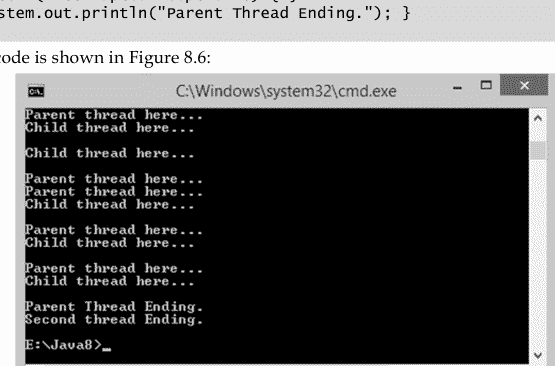 stem.out.println("Parent Thread Ending."); }
code is shown in Figure 8.6:
C:\Windows\system32\cmd.exe
Parent thread here...
Child thread here...
Child thread here...
Parent thread here...
Parent thread here...
Child thread here...
Parent thread here...
Child thread here...
Parent thread here...
Child thread here...
Parent Thread Ending.
Second thread Ending.
E:\Java8>_